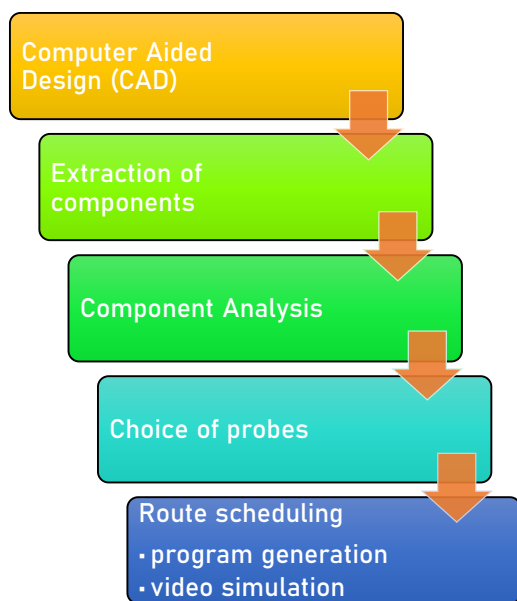 Computer Aided
Design (CAD)
Extraction of
components
Component Analysis
Choice of probes
Route scheduling
▪ program generation
▪ video simulation